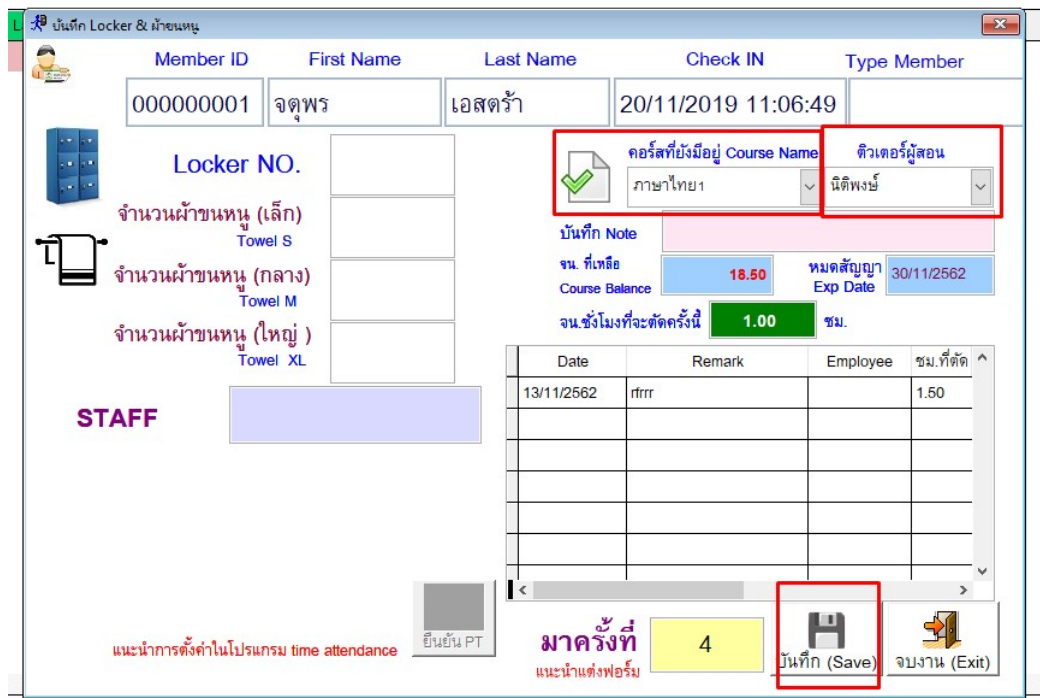 L
บันทึก Locker & ผ้าขนหนู
Member ID First Name Last Name Check IN Type Member
000000001 จตุพร เอสตร้า 20/11/2019 11:06:49
Locker NO.
คอร์สที่ยังมีอยู่ Course Name ติวเตอร์ผู้สอน
ภาษาไทย1 นิติพงษ์
จำนวนผ้าขนหนู (เล็ก)
Towel S
บันทึก Note
จำนวนผ้าขนหนู (กลาง)
Towel M
จน. ที่เหลือ
Course Balance
18.50
หมดสัญญา
Exp Date
30/11/2562
จำนวนผ้าขนหนู (ใหญ่ )
Towel XL
จน.ชั่วโมงที่จะตัดครั้งนี้ 1.00 ชม.
Date Remark Employee ชม.ที่ตัด
13/11/2562 rfrrr 1.50
STAFF
ยืนยัน PT
แนะนำการตั้งค่าในโปรแกรม time attendance
มาครั้งที่ 4
แนะนำแต่งฟอร์ม
บันทึก (Save) จบงาน (Exit)